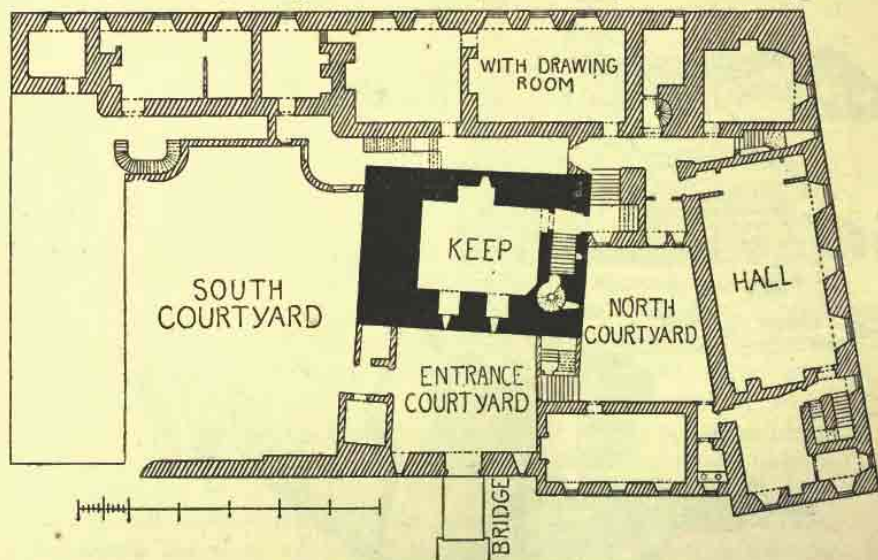 WITH DRAWING
ROOM
KEEP
SOUTH
COURTYARD
HALL
NORTH
COURTYARD
ENTRANCE
COURTYARD
BRIDGE